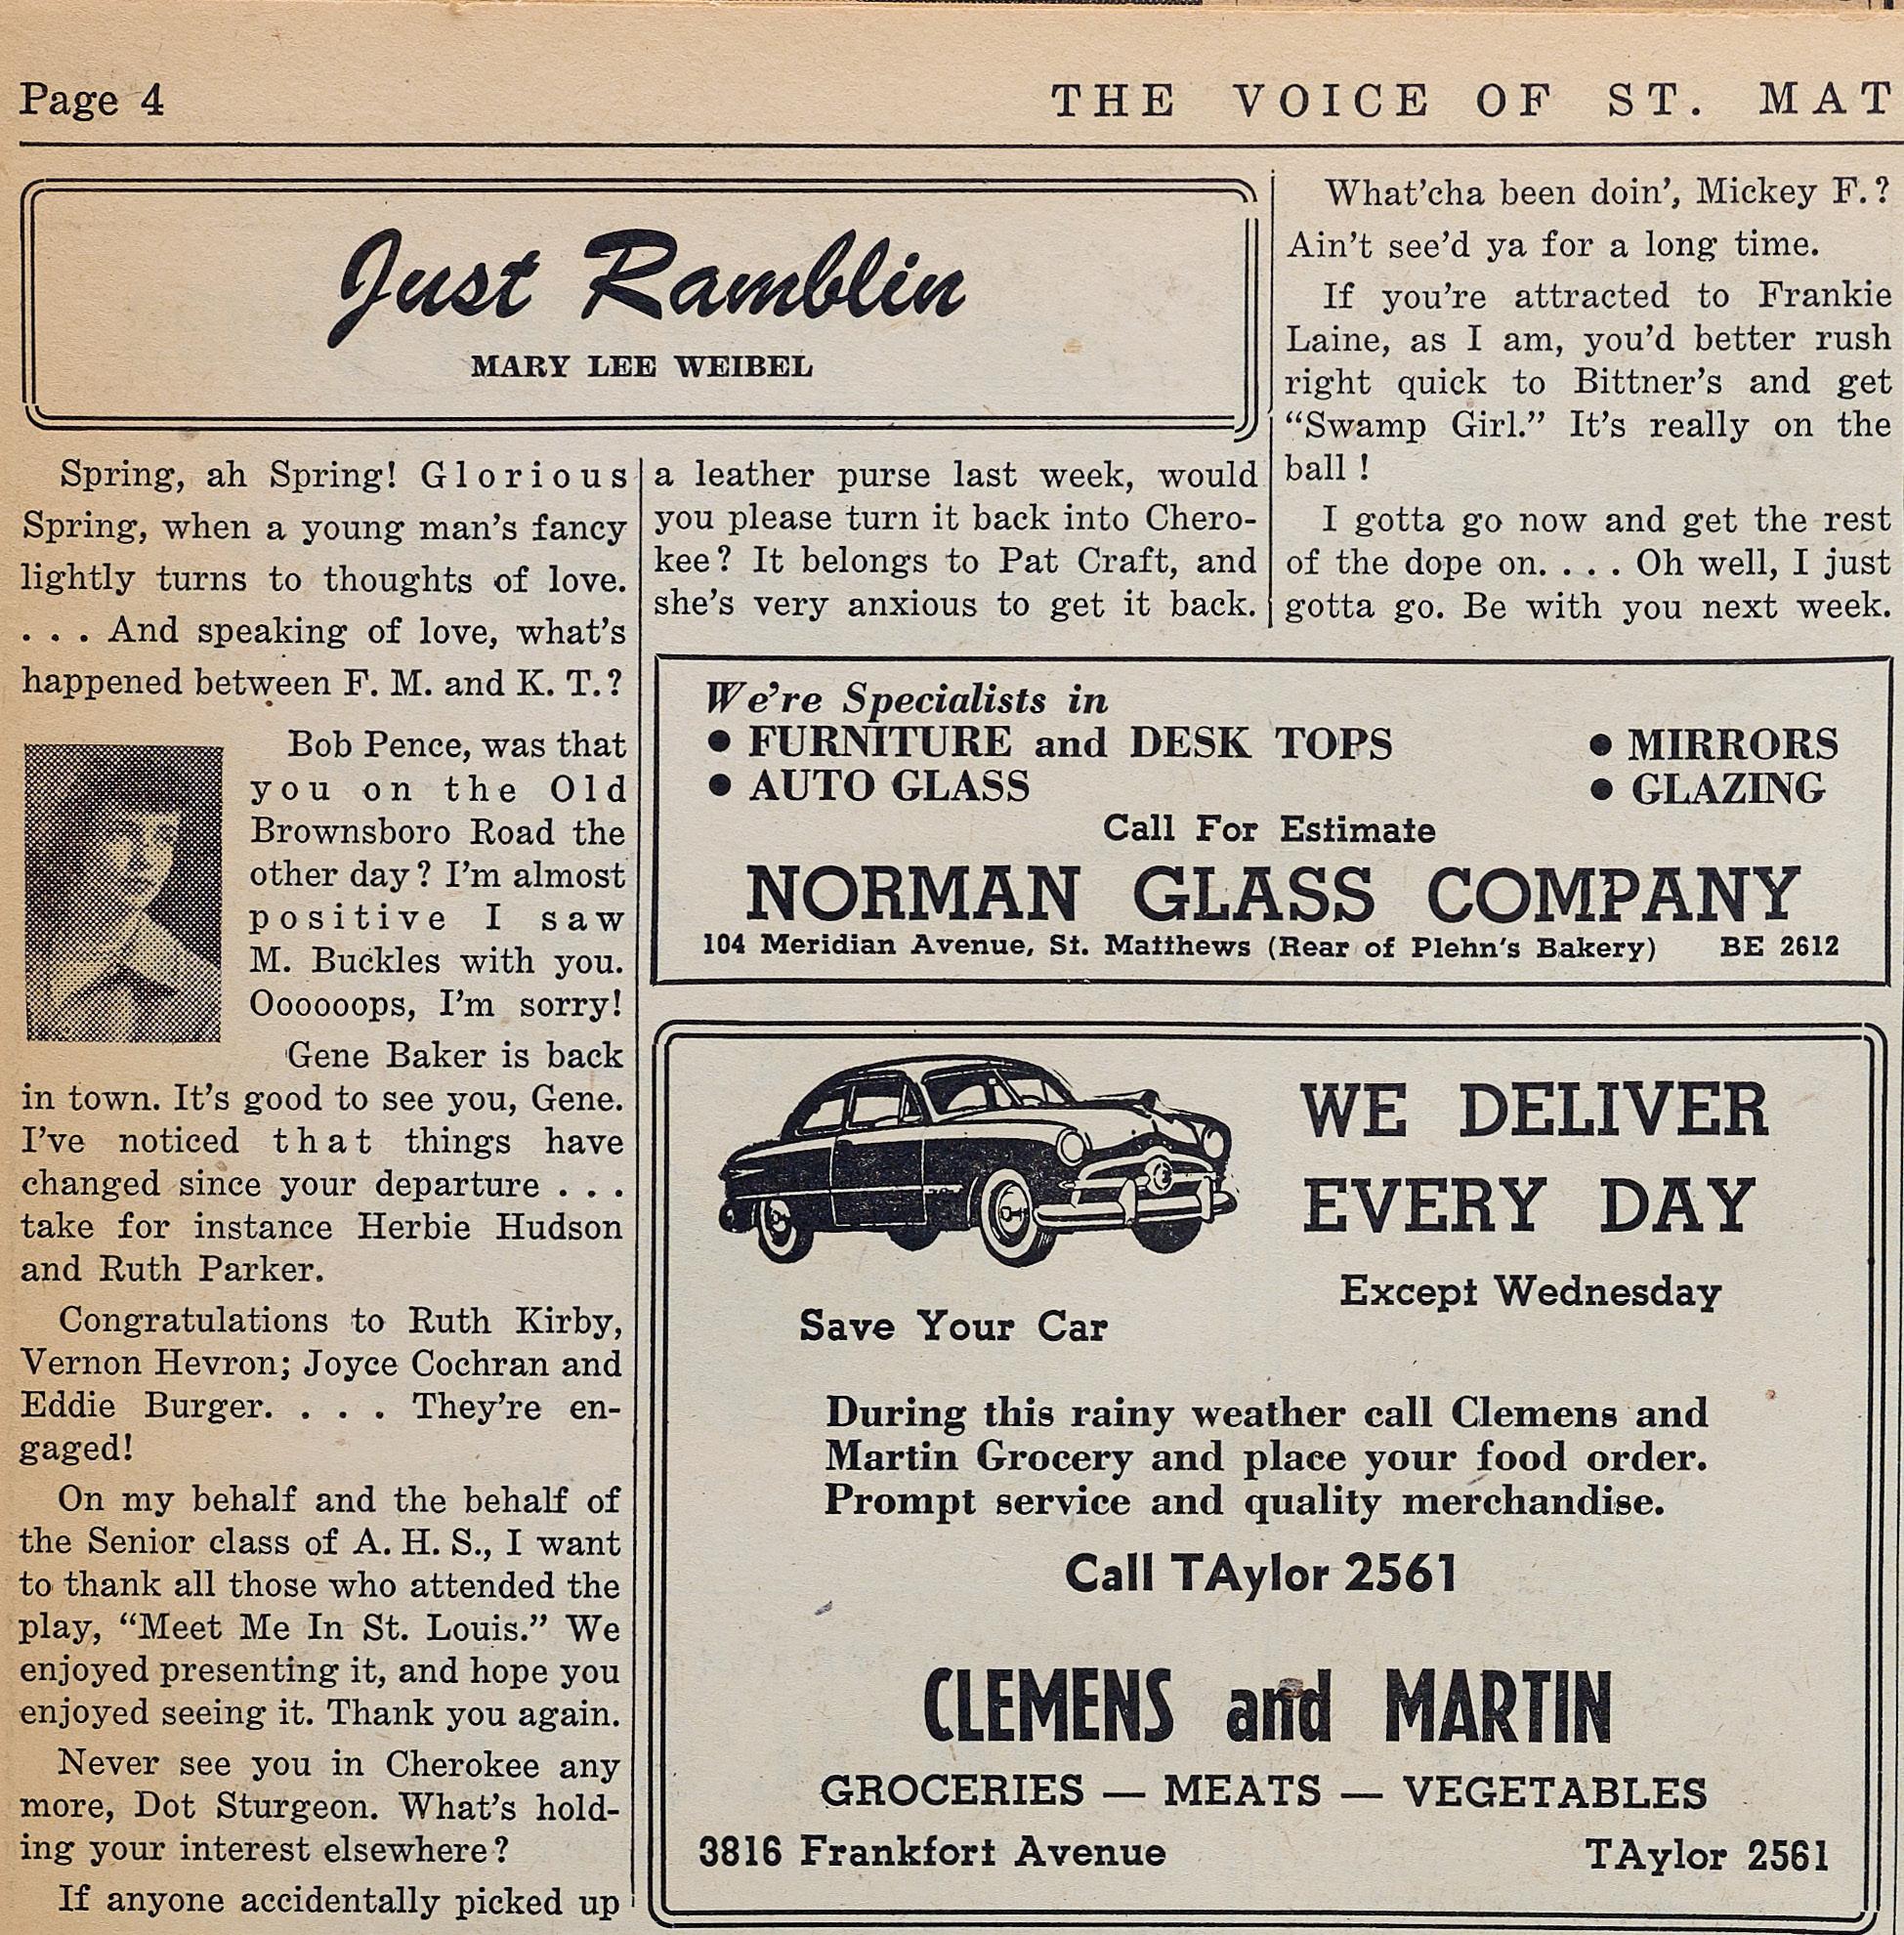 Page 4
THE VOICE OF ST. MAT
Just Ramblin
MARY LEE WEIBEL
Spring, ah Spring! Glorious
Spring, when a young man's fancy
lightly turns to thoughts of love.
. . . And speaking of love, what's
happened between F. M. and K. T.?
Bob Pence, was that
you on the Old
Brownsboro Road the
other day? I'm almost
positive I saw
M. Buckles with you.
Oooooops, I'm sorry!
Gene Baker is back
in town. It's good to see you, Gene.
I've noticed that things have
changed since your departure . . .
take for instance Herbie Hudson
and Ruth Parker.
Congratulations to Ruth Kirby,
Vernon Hevron; Joyce Cochran and
Eddie Burger. . . . They're en-
gaged!
On my behalf and the behalf of
the Senior class of A. H. S., I want
to thank all those who attended the
play, “Meet Me In St. Louis.” We
enjoyed presenting it, and hope you
enjoyed seeing it. Thank you again.
Never see you in Cherokee any
more, Dot Sturgeon. What's hold-
ing your interest elsewhere?
If anyone accidentally picked up
a leather purse last week, would
you please turn it back into Chero-
kee? It belongs to Pat Craft, and
she's very anxious to get it back.
What'cha been doin', Mickey F.?
Ain't see'd ya for a long time.
If you're attracted to Frankie
Laine, as I am, you'd better rush
right quick to Bittner's and get
“Swamp Girl.” It's really on the
ball!
I gotta go now and get the rest
of the dope on. . . . Oh well, I just
gotta go. Be with you next week.
We're Specialists in
• FURNITURE and DESK TOPS • MIRRORS
• AUTO GLASS • GLAZING
Call For Estimate
NORMAN GLASS COMPANY
104 Meridian Avenue, St. Matthews (Rear of Plehn's Bakery) BE 2612
WE DELIVER
EVERY DAY
Except Wednesday
Save Your Car
During this rainy weather call Clemens and
Martin Grocery and place your food order.
Prompt service and quality merchandise.
Call TAylor 2561
CLEMENS and MARTIN
GROCERIES — MEATS — VEGETABLES
3816 Frankfort Avenue TAylor 2561